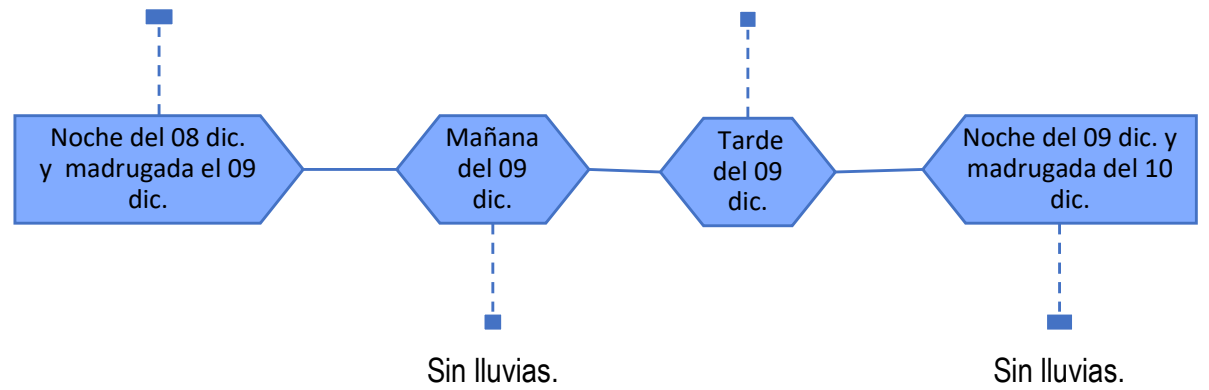 Noche del 08 dic.
y madrugada el 09
dic.
Mañana
del 09
dic.
Tarde
del 09
dic.
Noche del 09 dic. y
madrugada del 10
dic.
Sin lluvias.
Sin lluvias.